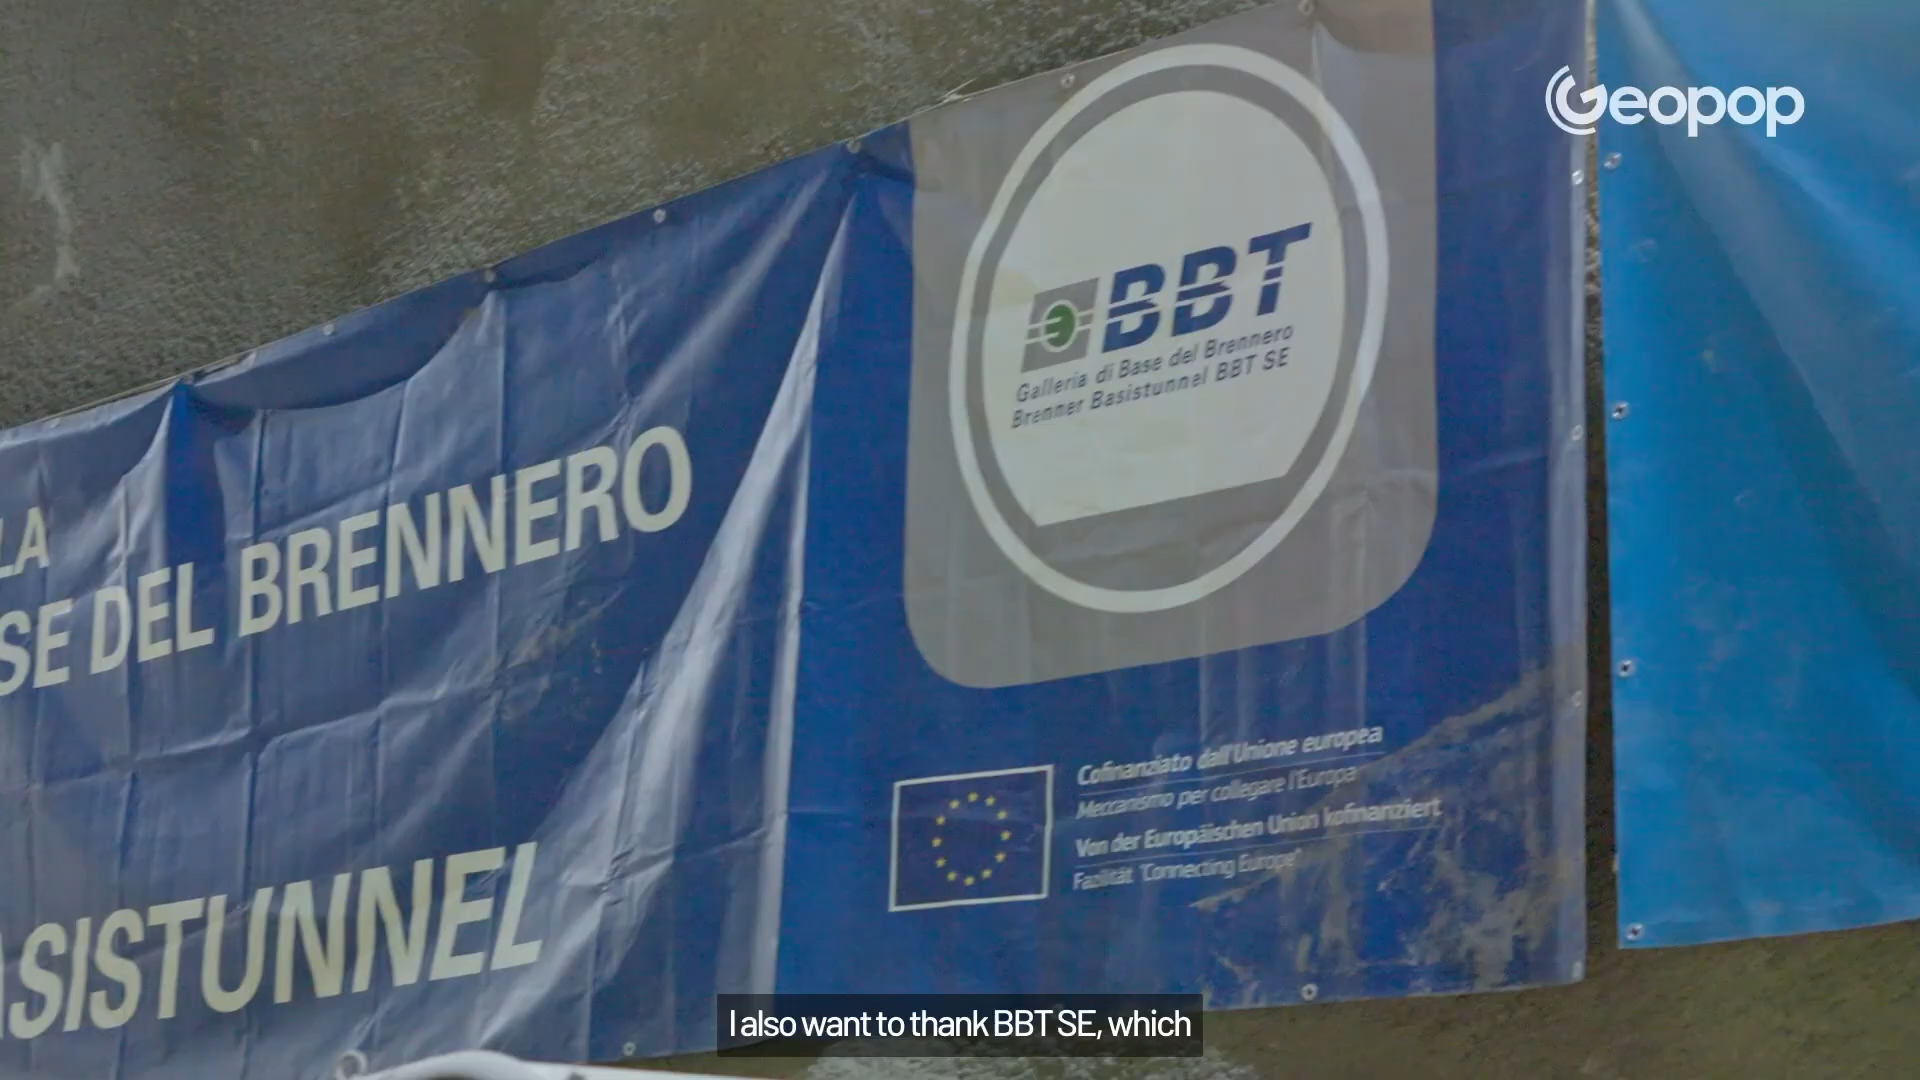 Geopop
BBT
Galleria di Base del Brennero
Brenner Basistunnel BBT SE
LA
SE DEL BRENNERO
ASISTUNNEL
Cofinanziato dall'Unione europea
Meccanismo per collegare l'Europa
Von der Europäischen Union kofinanziert
Fazilität "Connecting Europe"
I also want to thank BBT SE, which